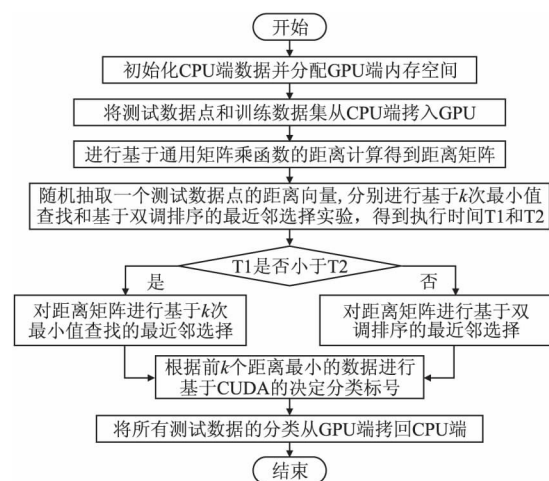 开始
初始化CPU端数据并分配GPU端内存空间
将测试数据点和训练数据集从CPU端拷入GPU
进行基于通用矩阵乘函数的距离计算得到距离矩阵
随机抽取一个测试数据点的距离向量,分别进行基于k次最小值
查找和基于双调排序的最近邻选择实验，得到执行时间T1和T2
T1是否小于T2
是
否
对距离矩阵进行基于k次
最小值查找的最近邻选择
对距离矩阵进行基于双
调排序的最近邻选择
根据前k个距离最小的数据进行
基于CUDA的决定分类标号
将所有测试数据的分类从GPU端拷回CPU端
结束